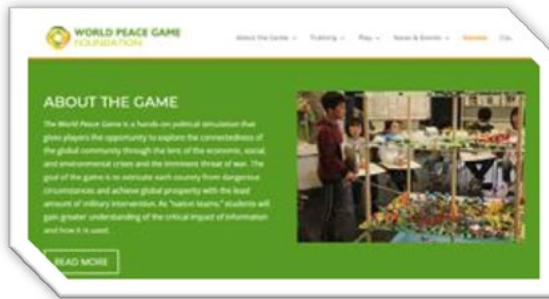 WORLD PEACE GAME
FOUNDATION
About the Game Training Play News & Events Donate
ABOUT THE GAME
The World Peace Game is a hands-on political simulation that
gives players the opportunity to explore the connectedness of
the global community through the lens of the economic, social,
and environmental crises and the imminent threat of war. The
goal of the game is to extricate each country from dangerous
circumstances and achieve global prosperity with the least
amount of military intervention. As "nation teams," students will
gain greater understanding of the critical impact of information
and how it is used.
READ MORE